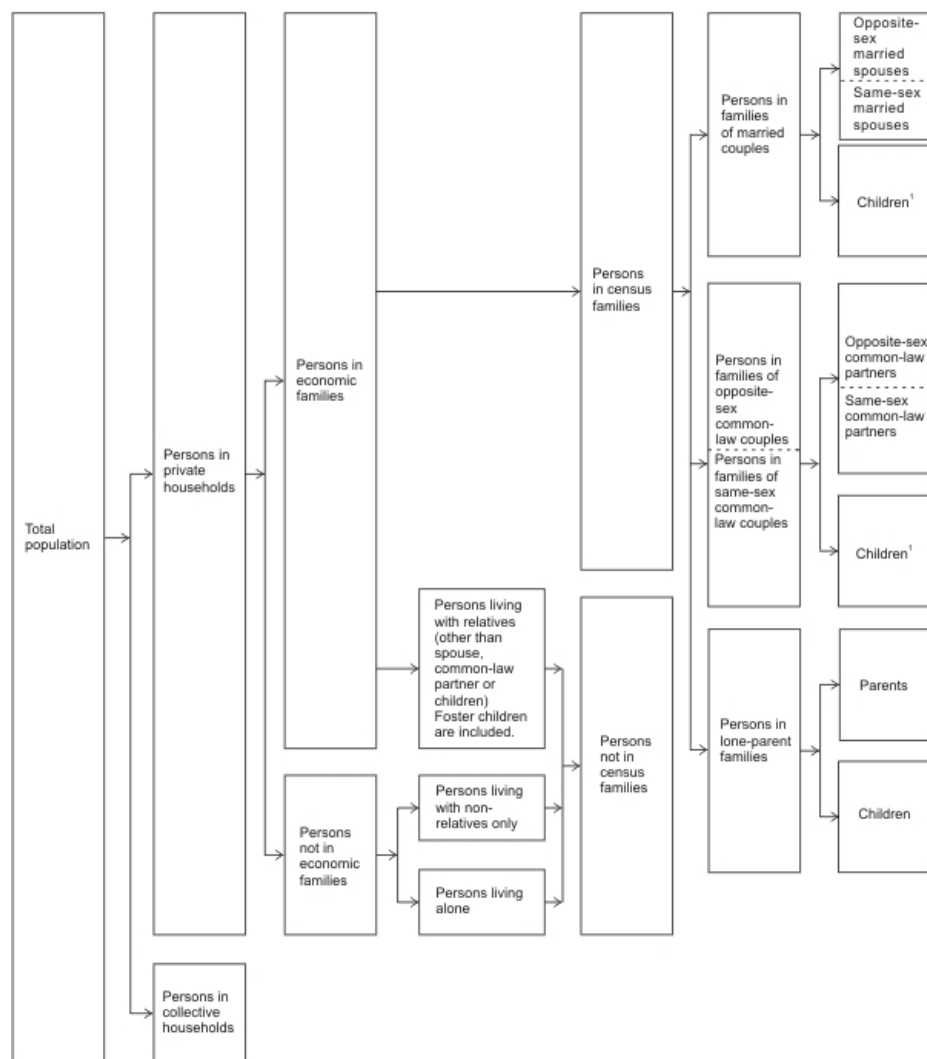 Total
population
Persons in
private
households
Persons in
collective
households
Persons in
economic
families
Persons
not in
economic
families
Persons living
with relatives
(other than
spouse,
common-law
partner or
children)
Foster children
are included.
Persons living
with non-
relatives only
Persons living
alone
Persons
in census
families
Persons
not in
census
families
Persons in
families
of married
couples
Persons in
families of
opposite-
sex
common-
law couples
Persons in
families of
same-sex
common-
law couples
Persons in
lone-parent
families
Opposite-
sex
married
spouses
Same-sex
married
spouses
Children¹
Opposite-sex
common-law
partners
Same-sex
common-law
partners
Children¹
Parents
Children